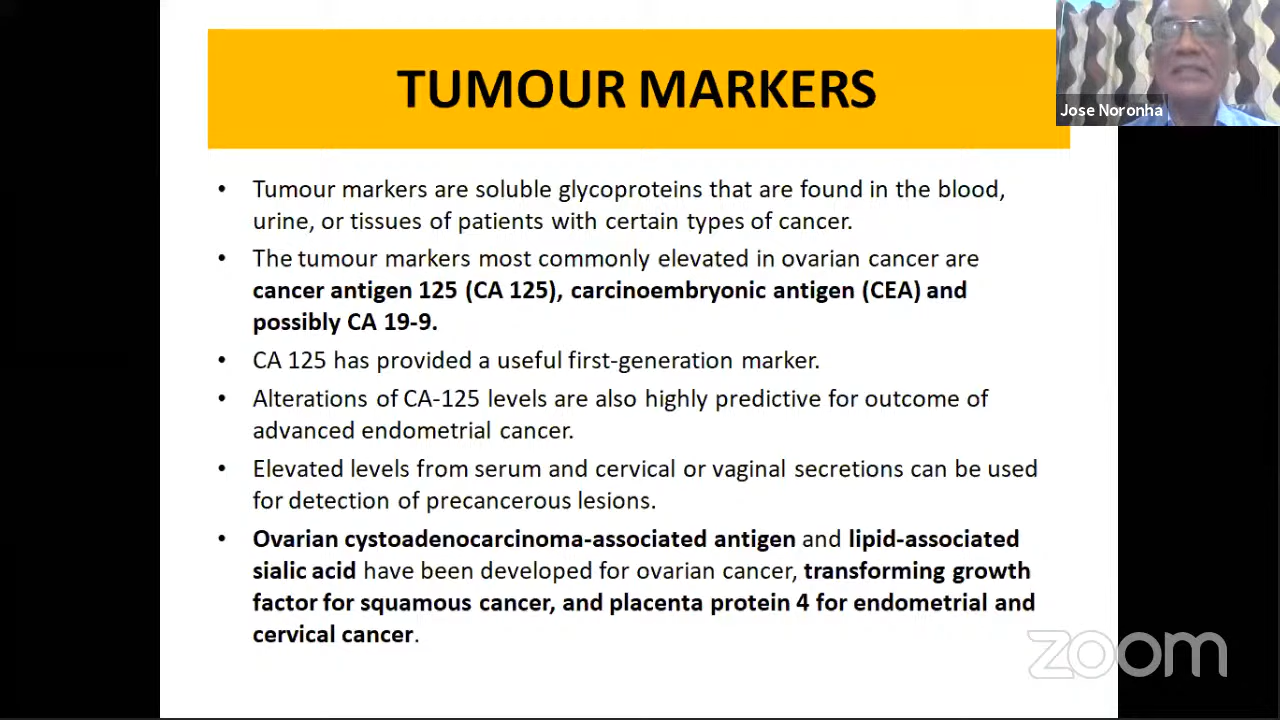 TUMOUR MARKERS
Jose Noronha
• Tumour markers are soluble glycoproteins that are found in the blood,
urine, or tissues of patients with certain types of cancer.
• The tumour markers most commonly elevated in ovarian cancer are
cancer antigen 125 (CA 125), carcinoembryonic antigen (CEA) and
possibly CA 19-9.
• CA 125 has provided a useful first-generation marker.
• Alterations of CA-125 levels are also highly predictive for outcome of
advanced endometrial cancer.
• Elevated levels from serum and cervical or vaginal secretions can be used
for detection of precancerous lesions.
• Ovarian cystoadenocarcinoma-associated antigen and lipid-associated
sialic acid have been developed for ovarian cancer, transforming growth
factor for squamous cancer, and placenta protein 4 for endometrial and
cervical cancer.
zoom